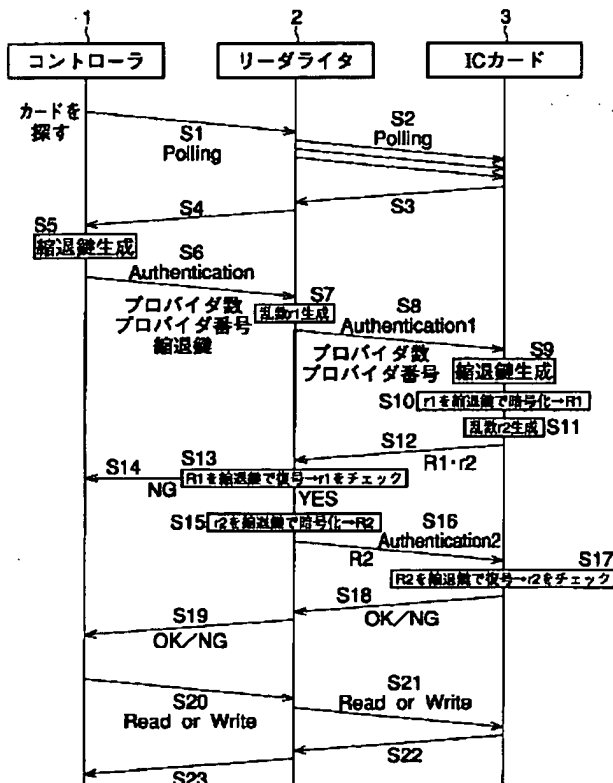 1
2
3
コントローラ
リーダライタ
ICカード
カードを
探す
S1
Polling
S2
Polling
S3
S4
S5
縮退鍵生成
S6
Authentication
プロバイダ数
プロバイダ番号
縮退鍵
S7
乱数r1生成
S8
Authentication1
プロバイダ数
プロバイダ番号
S9
縮退鍵生成
S10
r1を縮退鍵で暗号化→R1
乱数r2生成
S11
S12
R1・r2
S13
R1を縮退鍵で復号→r1をチェック
S14
NG
YES
S15
r2を縮退鍵で暗号化→R2
S16
Authentication2
R2
S17
R2を縮退鍵で復号→r2をチェック
S18
OK/NG
S19
OK/NG
S20
Read or Write
S21
Read or Write
S22
S23